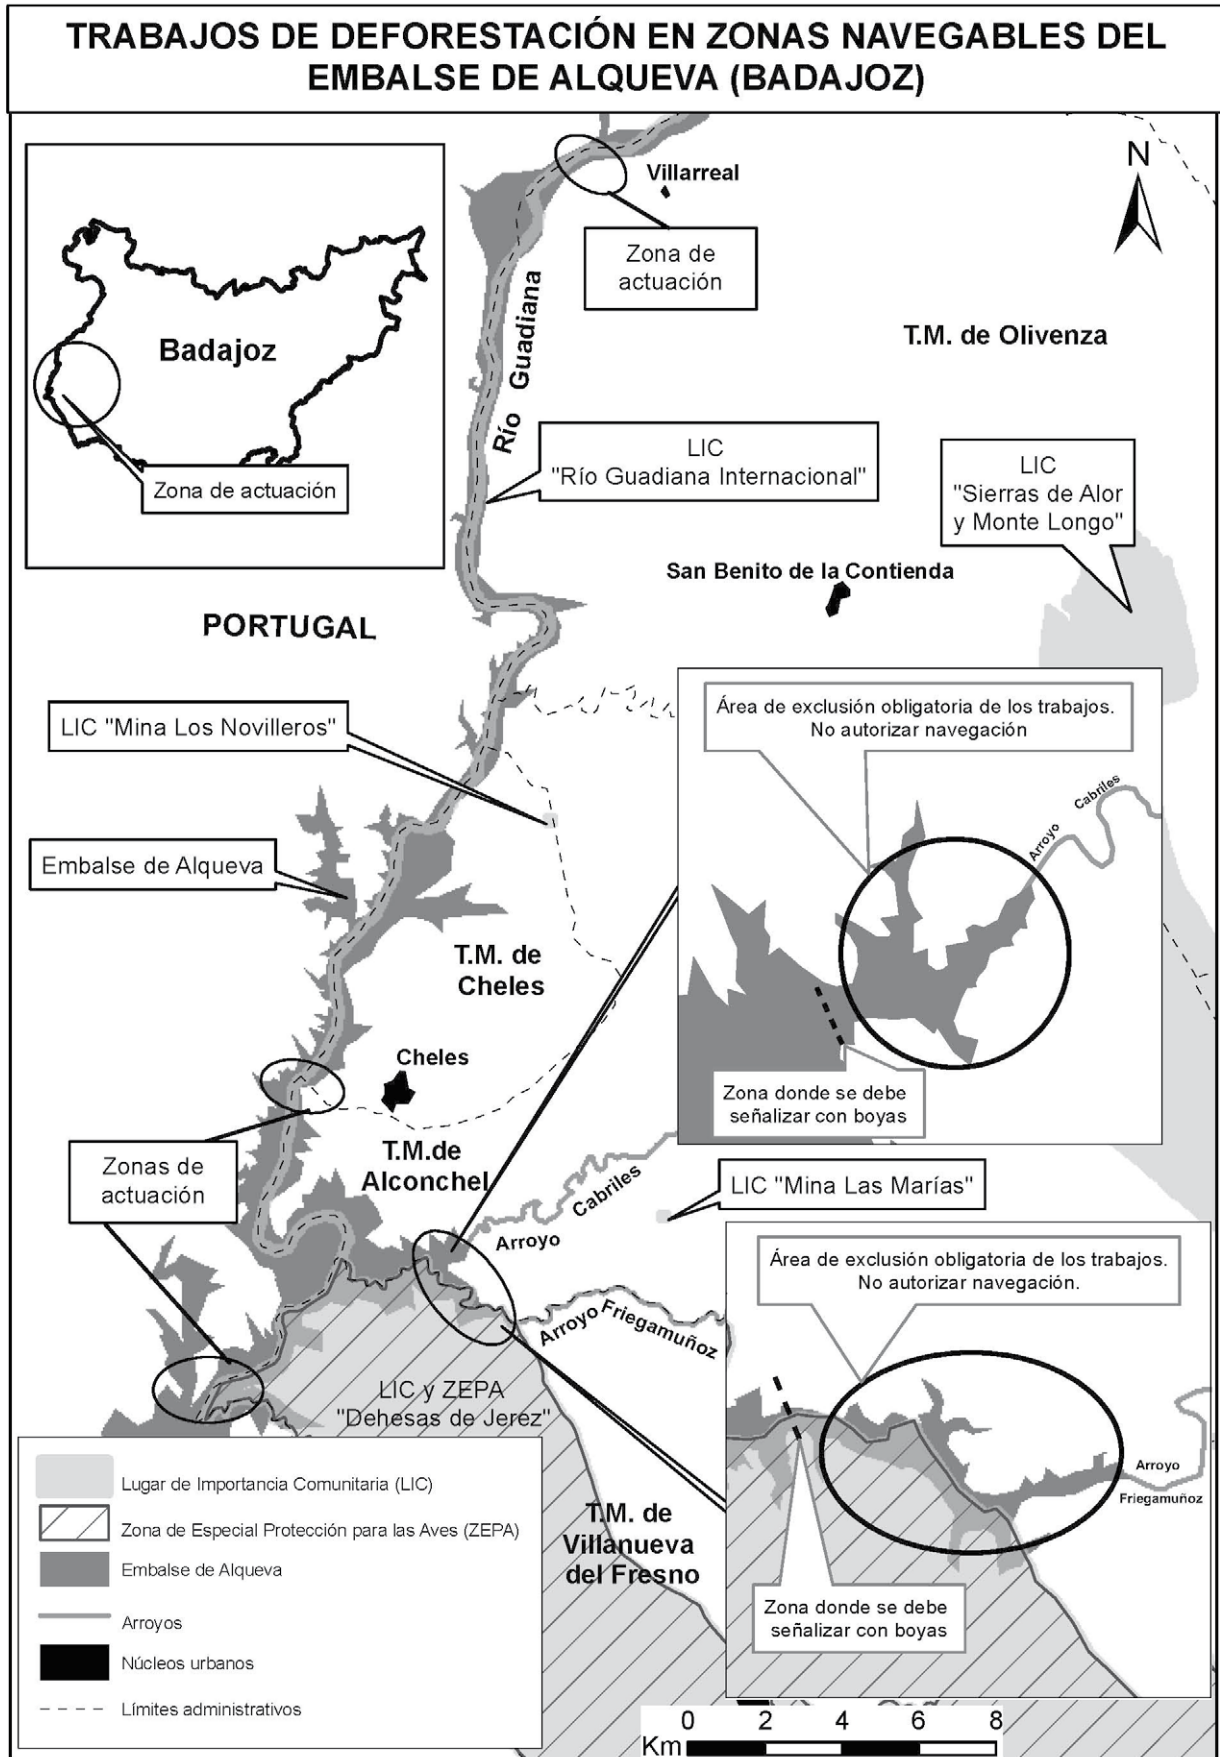 TRABAJOS DE DEFORESTACIÓN EN ZONAS NAVEGABLES DEL
EMBALSE DE ALQUEVA (BADAJOZ)
Villarreal
N
Zona de
actuación
Badajoz
Zona de actuación
Río Guadiana
T.M. de Olivenza
LIC
"Río Guadiana Internacional"
LIC
"Sierras de Alor
y Monte Longo"
San Benito de la Contienda
PORTUGAL
LIC "Mina Los Novilleros"
Área de exclusión obligatoria de los trabajos.
No autorizar navegación
Arroyo Cabriles
Embalse de Alqueva
T.M. de
Cheles
Cheles
Zona donde se debe
señalizar con boyas
Zonas de
actuación
T.M.de
Alconchel
Arroyo Cabriles
LIC "Mina Las Marías"
Área de exclusión obligatoria de los trabajos.
No autorizar navegación.
Arroyo Friegamuñoz
LIC y ZEPA
"Dehesas de Jerez"
Arroyo
Friegamuñoz
T.M. de
Villanueva
del Fresno
Zona donde se debe
señalizar con boyas
Lugar de Importancia Comunitaria (LIC)
Zona de Especial Protección para las Aves (ZEPA)
Embalse de Alqueva
Arroyos
Núcleos urbanos
Límites administrativos
0 2 4 6 8
Km